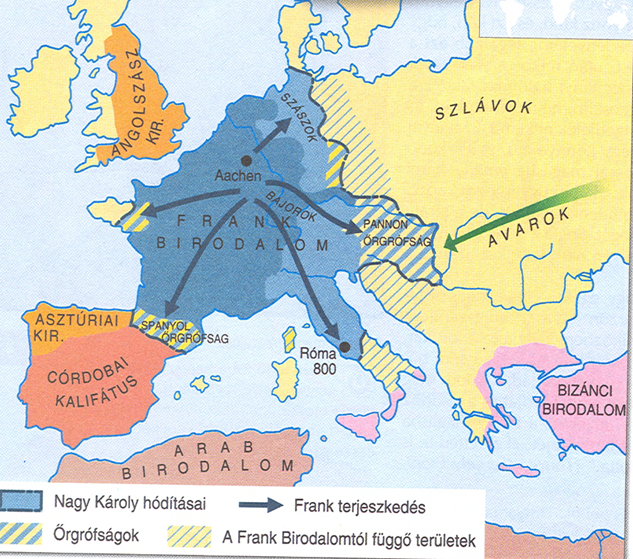 ANGOLSZÁSZ
KIR.
SZÁSZOK
SZLÁVOK
Aachen
BAJOROK
FRANK
BIRODALOM
PANNON
ŐRGRÓFSÁG
AVAROK
ASZTÚRIAI
KIR.
SPANYOL
ŐRGRÓFSAG
CÓRDOBAI
KALIFÁTUS
Róma
800
BIZÁNCI
BIRODALOM
ARAB
BIRODALOM
Nagy Károly hódításai
Frank terjeszkedés
Őrgrófságok
A Frank Birodalomtól függő területek